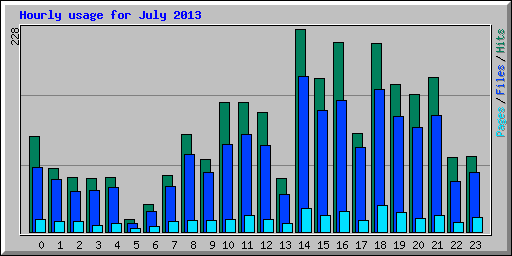 Hourly usage for July 2013
228
Pages/Files/Hits
0 1 2 3 4 5 6 7 8 9 10 11 12 13 14 15 16 17 18 19 20 21 22 23